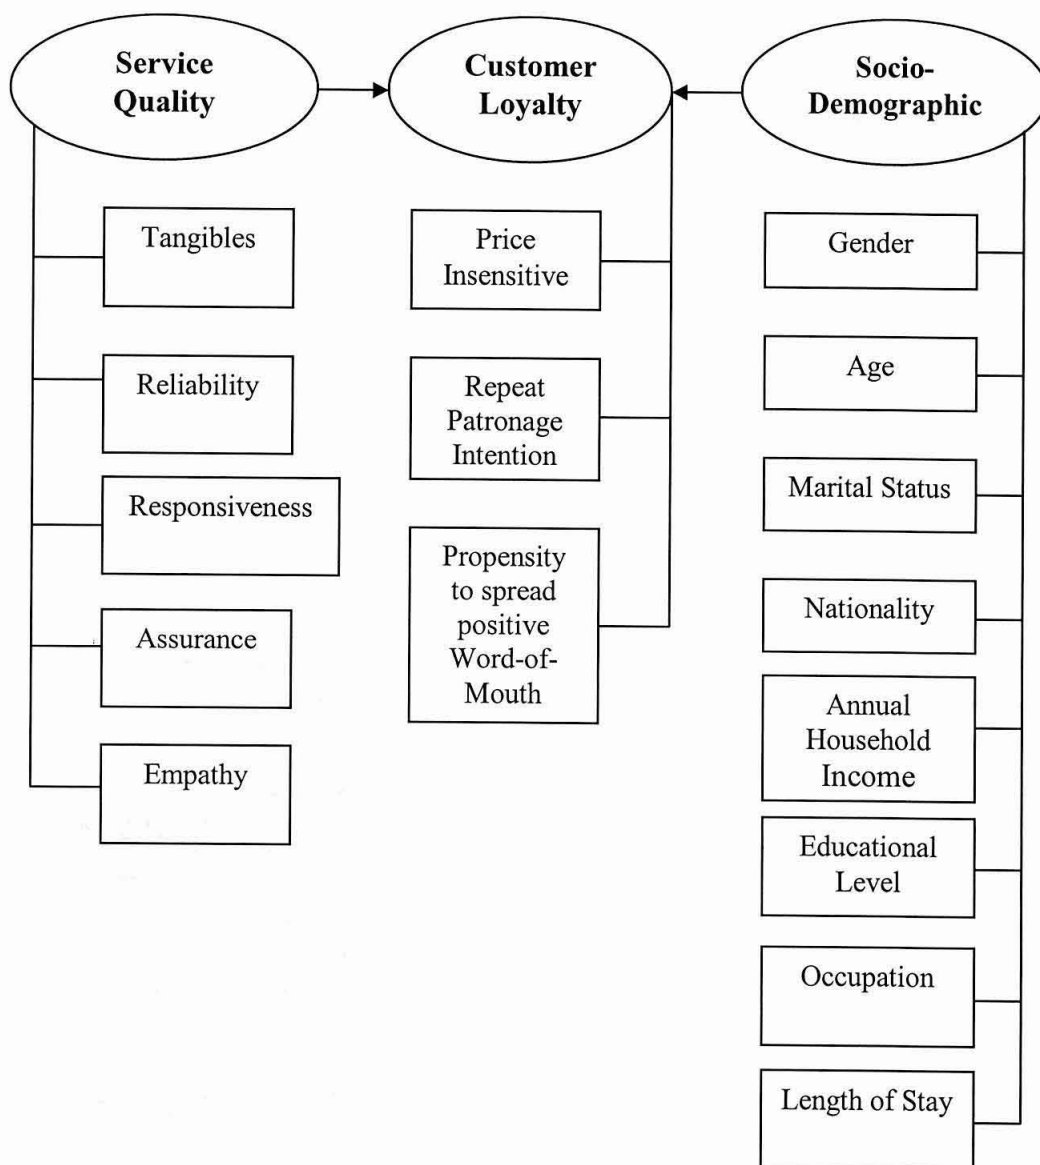 Service
Quality
Customer
Loyalty
Socio-
Demographic
Tangibles
Reliability
Responsiveness
Assurance
Empathy
Price
Insensitive
Repeat
Patronage
Intention
Propensity
to spread
positive
Word-of-
Mouth
Gender
Age
Marital Status
Nationality
Annual
Household
Income
Educational
Level
Occupation
Length of Stay